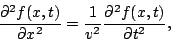 ∂²f(x,t)/∂x² = 1/v² ∂²f(x,t)/∂t²,